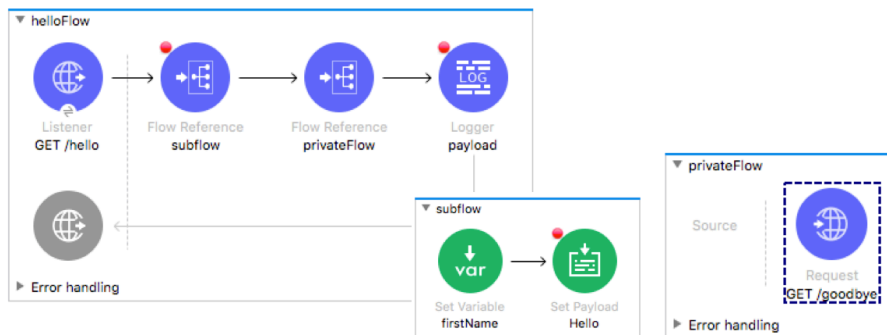 helloFlow
LOG
Listener
GET /hello
Flow Reference
subflow
Flow Reference
privateFlow
Logger
payload
Error handling
subflow
var
Set Variable
firstName
Set Payload
Hello
privateFlow
Source
Request
GET /goodbye
Error handling